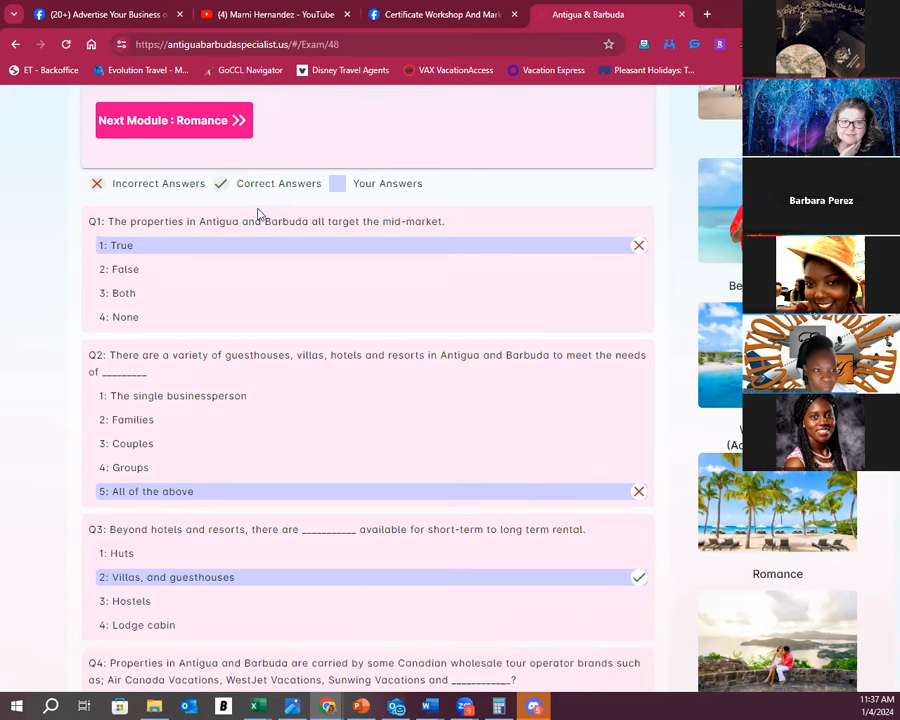 (20+) Advertise Your Business o
(4) Marni Hernandez - YouTube
Certificate Workshop And Mark
Antigua & Barbuda
https://antiguabarbudaspecialist.us/#/Exam/48
ET - Backoffice
Evolution Travel - M...
GoCCL Navigator
Disney Travel Agents
VAX VacationAccess
Vacation Express
Pleasant Holidays: T...
Next Module : Romance
Incorrect Answers
Correct Answers
Your Answers
Q1: The properties in Antigua and Barbuda all target the mid-market.
1: True
2: False
3: Both
4: None
Q2: There are a variety of guesthouses, villas, hotels and resorts in Antigua and Barbuda to meet the needs
of _________
1: The single businessperson
2: Families
3: Couples
4: Groups
5: All of the above
Q3: Beyond hotels and resorts, there are ___________ available for short-term to long term rental.
1: Huts
2: Villas, and guesthouses
3: Hostels
4: Lodge cabin
Q4: Properties in Antigua and Barbuda are carried by some Canadian wholesale tour operator brands such
as; Air Canada Vacations, WestJet Vacations, Sunwing Vacations and ____________?
Be
(Ad
Romance
Barbara Perez
11:37 AM
1/4/2024